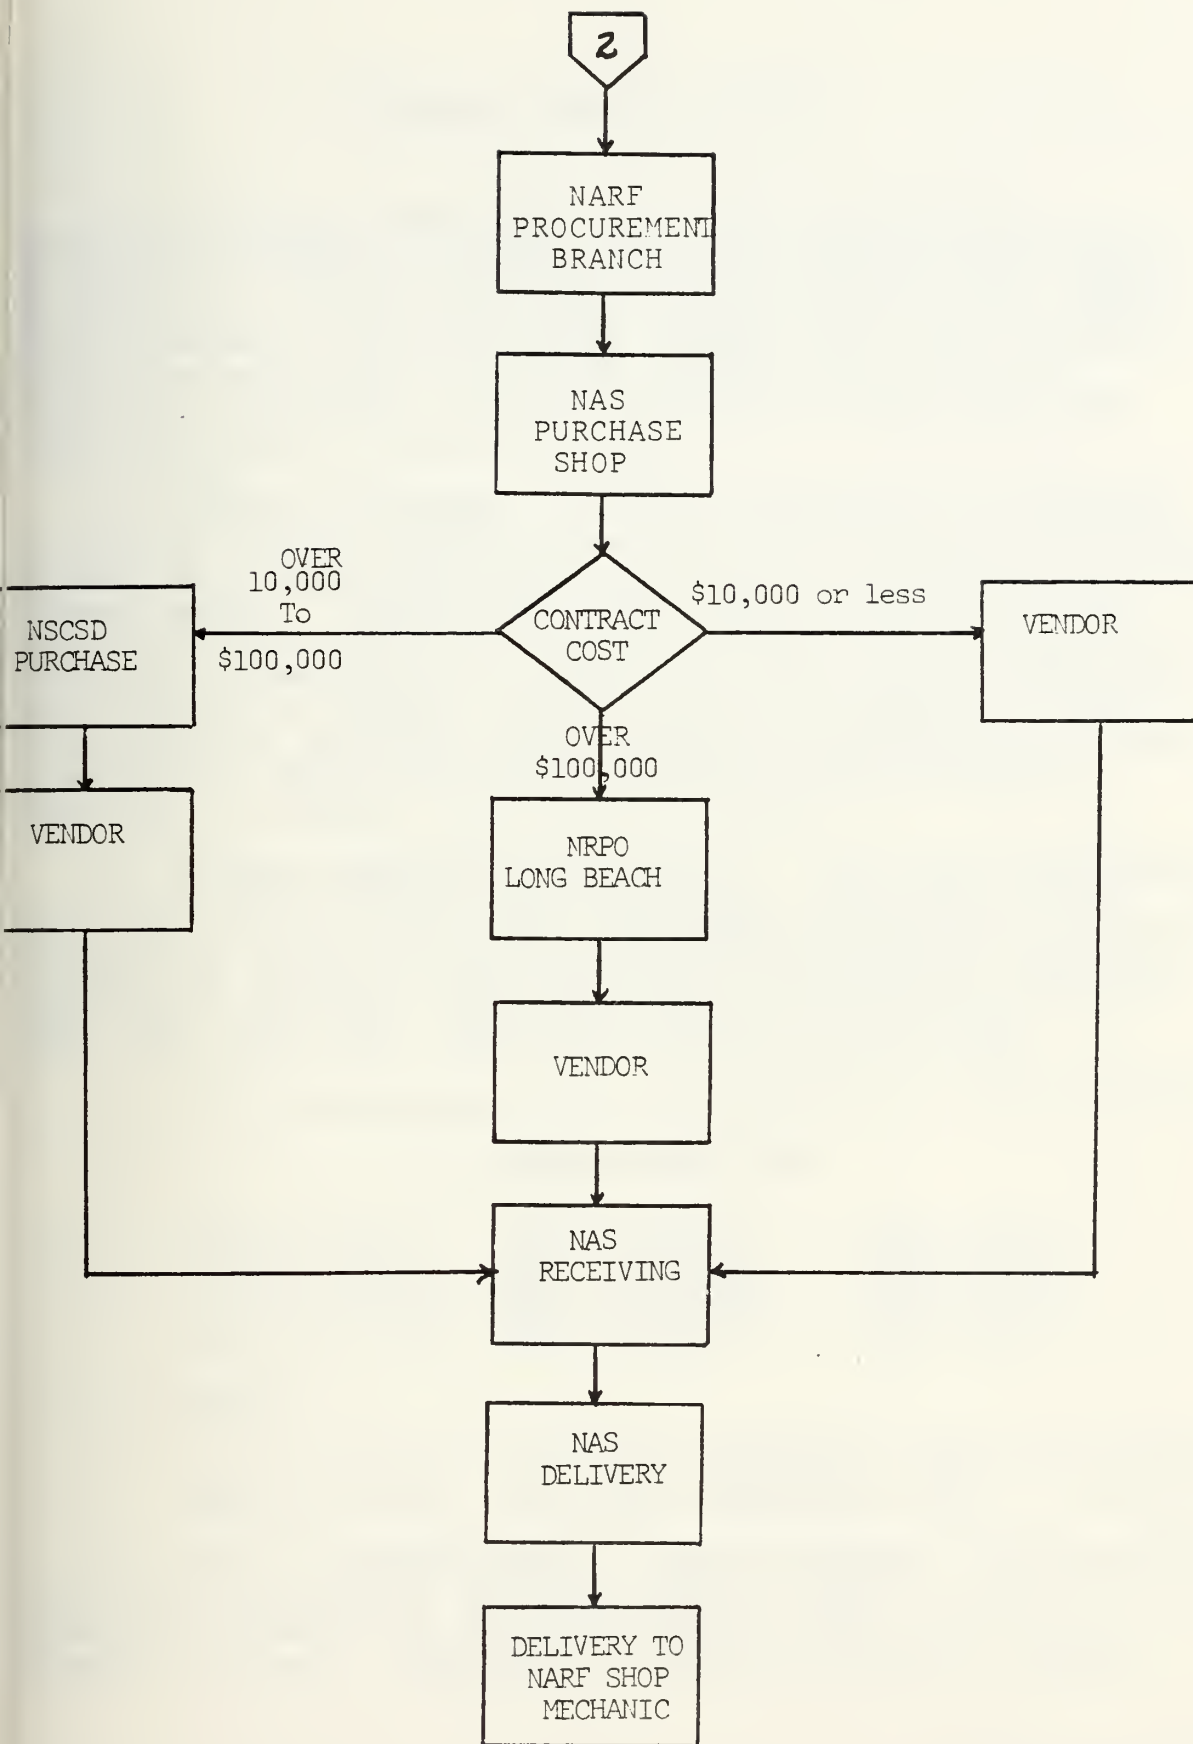 2
NARF
PROCUREMENT
BRANCH
NAS
PURCHASE
SHOP
OVER
10,000
To
$100,000
CONTRACT
COST
$10,000 or less
NSCSD
PURCHASE
VENDOR
OVER
$100,000
VENDOR
NRPO
LONG BEACH
VENDOR
NAS
RECEIVING
NAS
DELIVERY
DELIVERY TO
NARF SHOP
MECHANIC